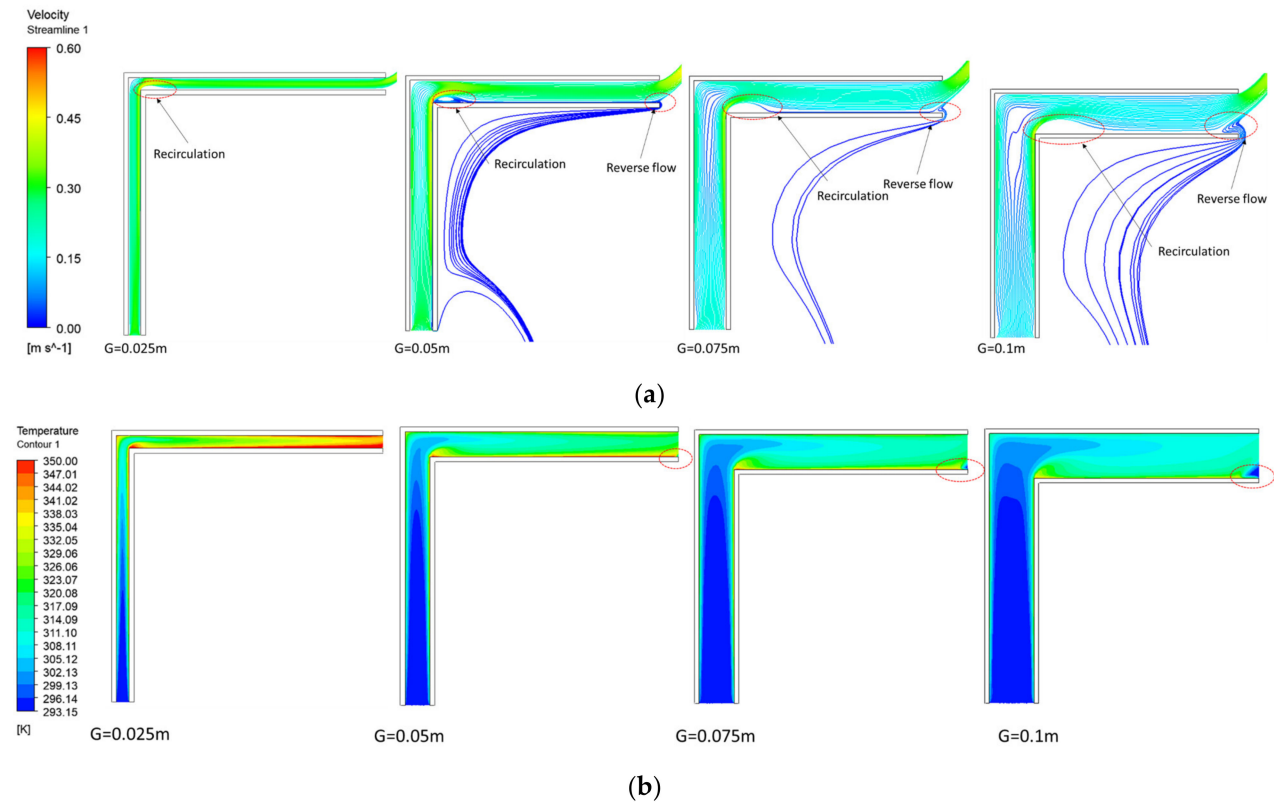 Velocity
Streamline 1
0.60
0.45
0.30
0.15
0.00
[m s^-1]
Recirculation
Recirculation
Reverse flow
Recirculation
Reverse flow
Recirculation
Reverse flow
G=0.025m
G=0.05m
G=0.075m
G=0.1m
(a)
Temperature
Contour 1
350.00
347.01
344.02
341.02
338.03
335.04
332.05
329.06
326.06
323.07
320.08
317.09
314.09
311.10
308.11
305.12
302.13
299.13
296.14
293.15
[K]
G=0.025m
G=0.05m
G=0.075m
G=0.1m
(b)